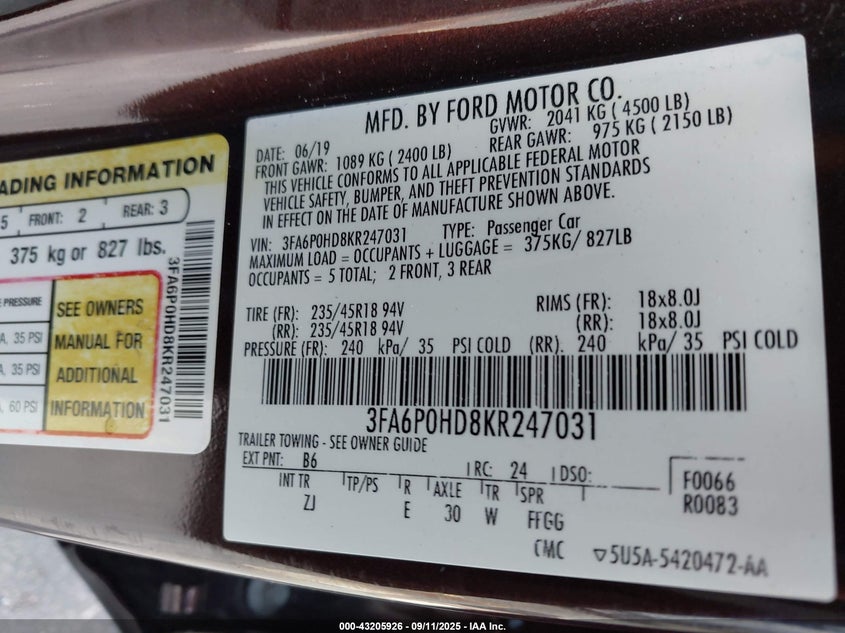 MFD. BY FORD MOTOR CO.
DATE: 06/19 GVWR: 2041 KG ( 4500 LB)
FRONT GAWR: 1089 KG ( 2400 LB) REAR GAWR: 975 KG ( 2150 LB)
THIS VEHICLE CONFORMS TO ALL APPLICABLE FEDERAL MOTOR
VEHICLE SAFETY, BUMPER, AND THEFT PREVENTION STANDARDS
IN EFFECT ON THE DATE OF MANUFACTURE SHOWN ABOVE.
VIN: 3FA6P0HD8KR247031 TYPE: Passenger Car
MAXIMUM LOAD = OCCUPANTS + LUGGAGE = 375KG/ 827LB
OCCUPANTS = 5 TOTAL; 2 FRONT, 3 REAR
TIRE (FR): 235/45R18 94V RIMS (FR): 18x8.0J
(RR): 235/45R18 94V (RR): 18x8.0J
PRESSURE (FR): 240 kPa/ 35 PSI COLD (RR): 240 kPa/ 35 PSI COLD
3FA6P0HD8KR247031
TRAILER TOWING - SEE OWNER GUIDE
EXT PNT: B6 RC: 24 DSO:
F0066
R0083
INT TR TP/PS R AXLE TR SPR
ZJ E 30 W FFGG
CMC 5U5A-5420472-AA
ADING INFORMATION
5 FRONT: 2 REAR: 3
375 kg or 827 lbs.
3FA6P0HD8KR247031
PRESSURE
35 PSI
35 PSI
60 PSI
SEE OWNERS
MANUAL FOR
ADDITIONAL
INFORMATION
000-43205926 - 09/11/2025 - IAA Inc.